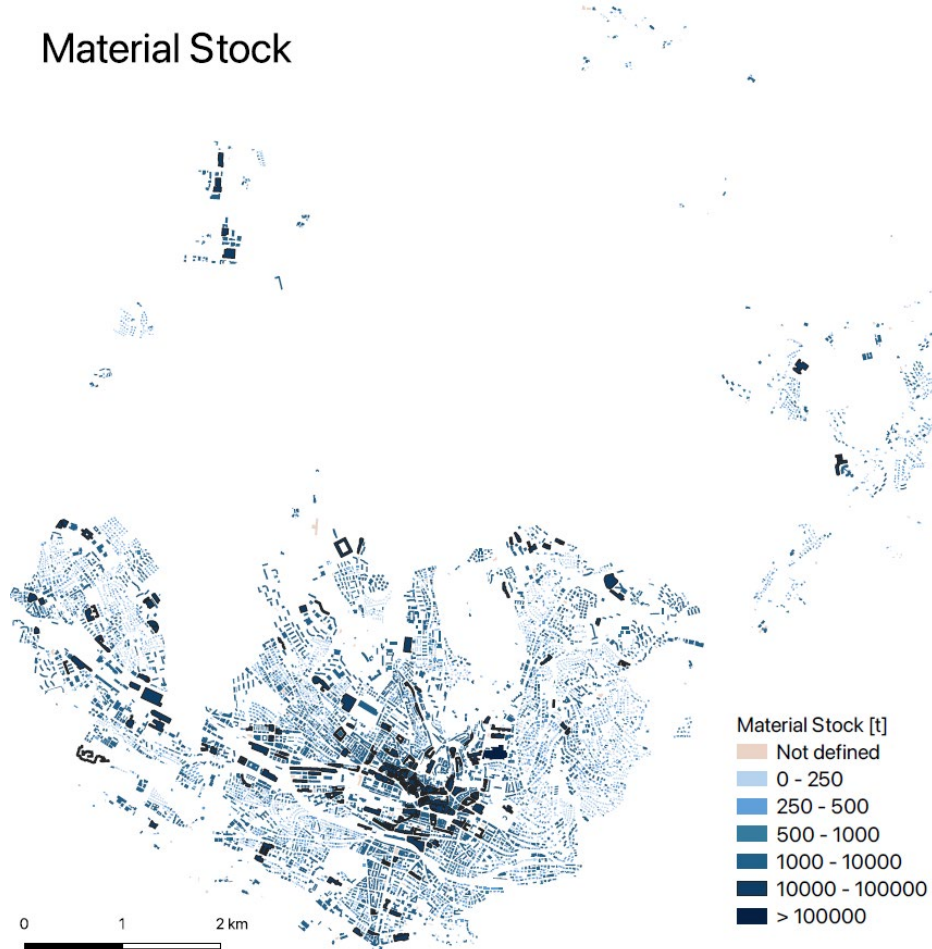 Material Stock
Material Stock [t]
Not defined
0 - 250
250 - 500
500 - 1000
1000 - 10000
10000 - 100000
> 100000
0 1 2 km